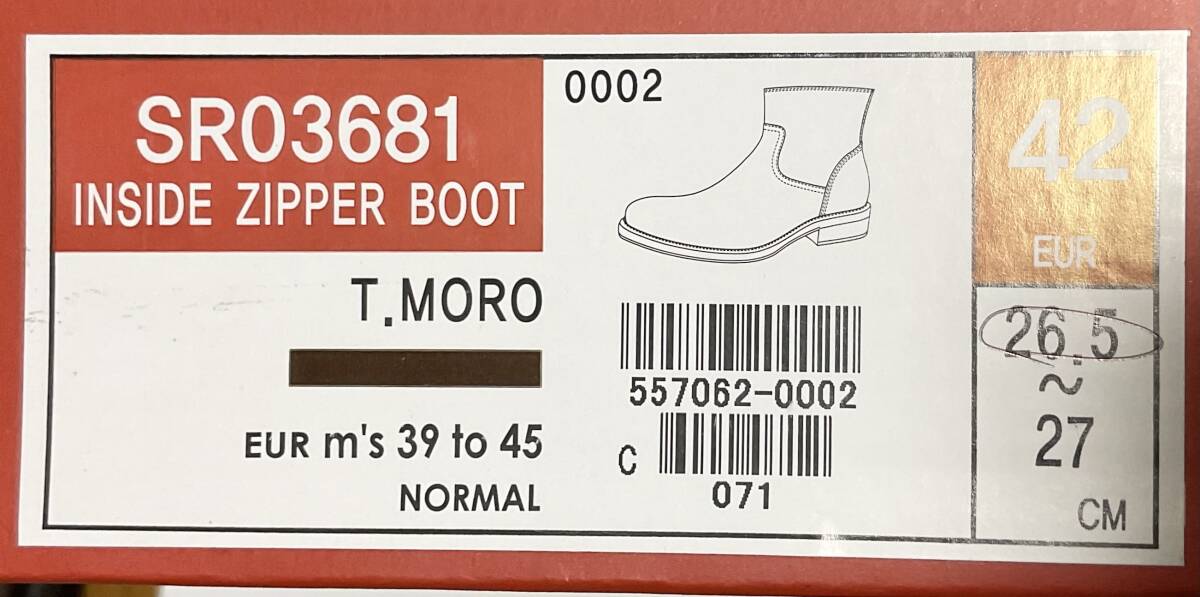 SR03681
INSIDE ZIPPER BOOT
T.MORO
EUR m's 39 to 45
NORMAL
0002
557062-0002
C
071
42
EUR
26.5
~
27
CM